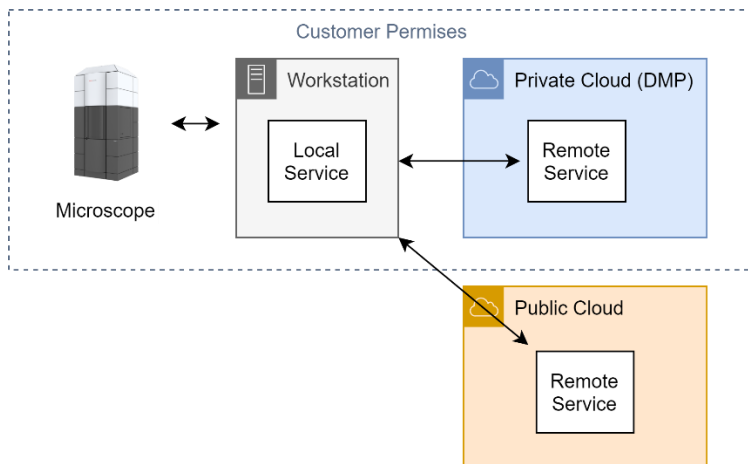 Customer Permises
Workstation
Private Cloud (DMP)
Local
Service
Remote
Service
Microscope
Public Cloud
Remote
Service